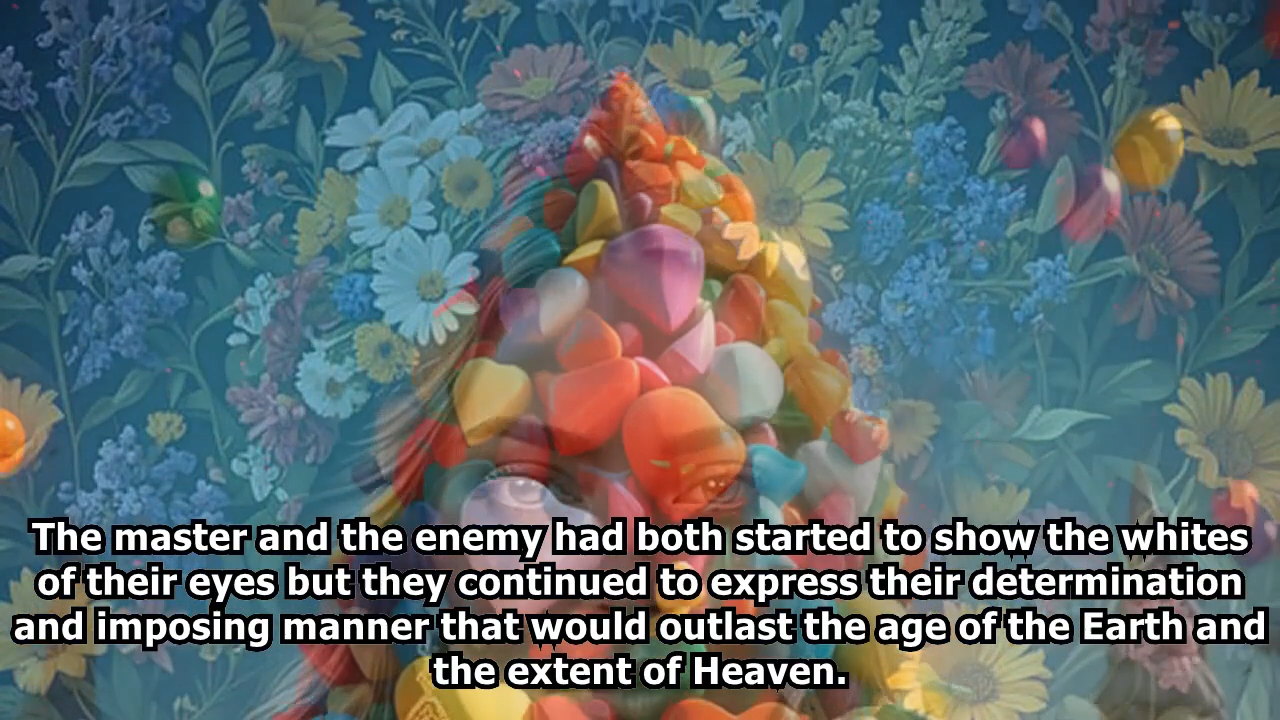 The master and the enemy had both started to show the whites
of their eyes but they continued to express their determination
and imposing manner that would outlast the age of the Earth and
the extent of Heaven.